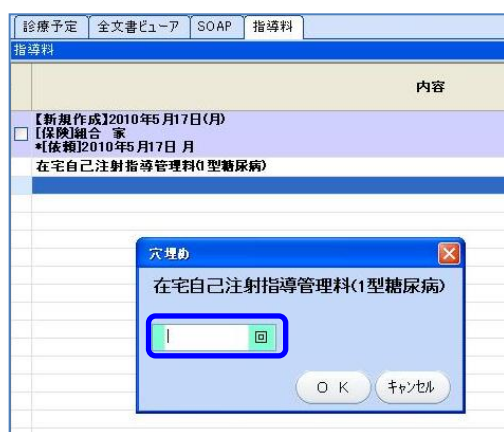 診療予定 全文書ビューア SOAP 指導料
指導料
内容
【新規作成】2010年5月17日(月)
[保険]組合 家
*[依頼]2010年5月17日 月
在宅自己注射指導管理料(1型糖尿病)
穴埋め
在宅自己注射指導管理料(1型糖尿病)
回
OK キャンセル